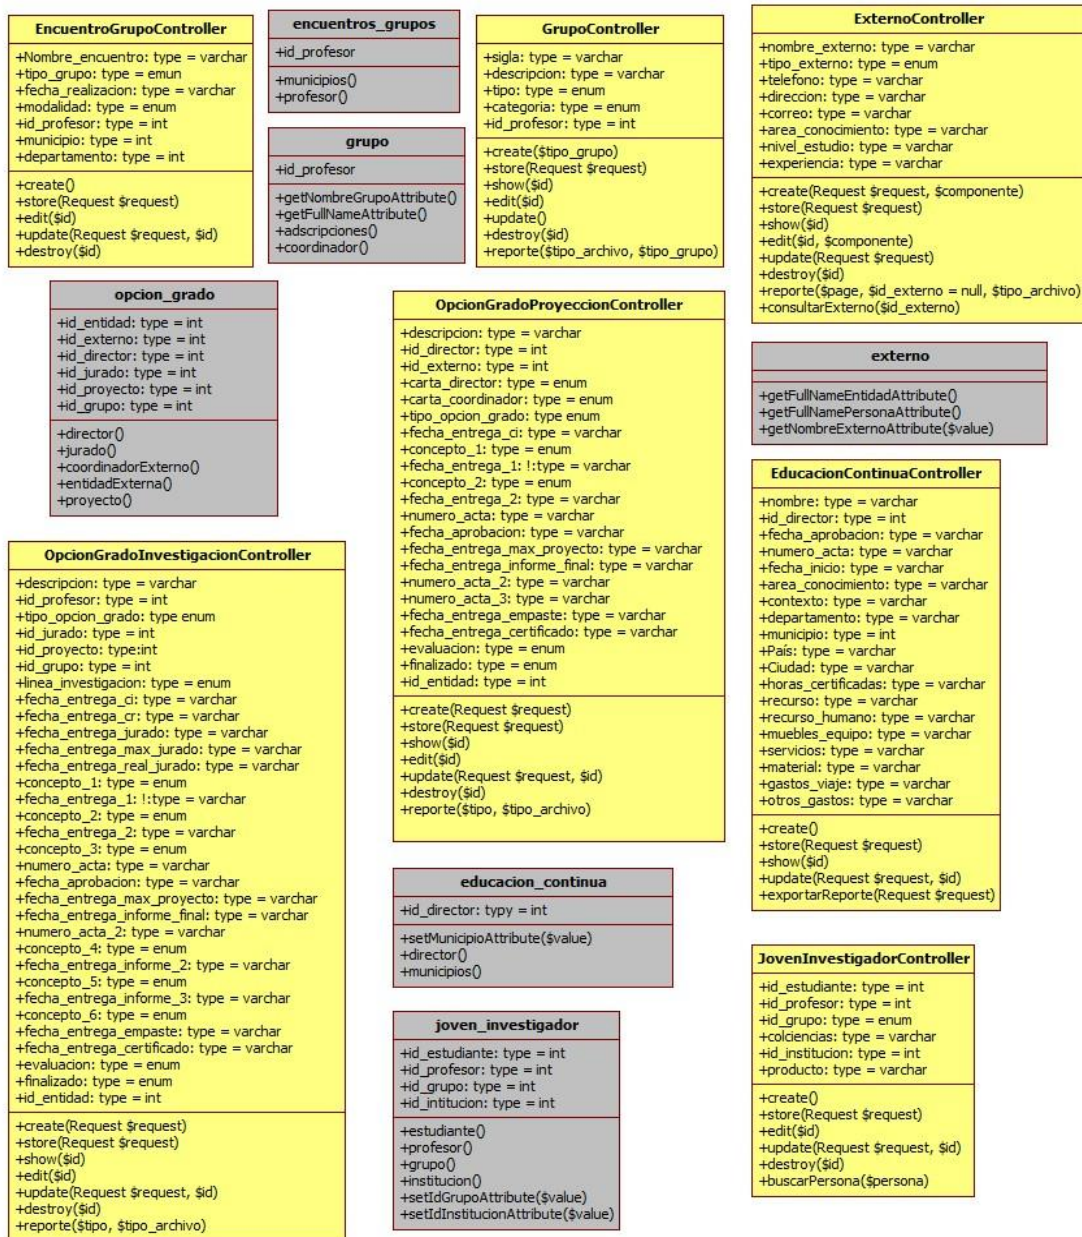 EncuentroGrupoController
+Nombre_encuentro: type = varchar
+tipo_grupo: type = emun
+fecha_realizacion: type = varchar
+modalidad: type = enum
+id_profesor: type = int
+municipio: type = int
+departamento: type = int
+create()
+store(Request $request)
+edit($id)
+update(Request $request, $id)
+destroy($id)
encuentros_grupos
+id_profesor
+municipios()
+profesor()
grupo
+id_profesor
+getNombreGrupoAttribute()
+getFullNameAttribute()
+adscripciones()
+coordinador()
GrupoController
+sigla: type = varchar
+descripcion: type = varchar
+tipo: type = enum
+categoria: type = enum
+id_profesor: type = int
+create($tipo_grupo)
+store(Request $request)
+show($id)
+edit($id)
+update()
+destroy($id)
+reporte($tipo_archivo, $tipo_grupo)
ExternoController
+nombre_externo: type = varchar
+tipo_externo: type = enum
+telefono: type = varchar
+direccion: type = varchar
+correo: type = varchar
+area_conocimiento: type = varchar
+nivel_estudio: type = varchar
+experiencia: type = varchar
+create(Request $request, $componente)
+store(Request $request)
+show($id)
+edit($id, $componente)
+update(Request $request)
+destroy($id)
+reporte($page, $id_externo = null, $tipo_archivo)
+consultarExterno($id_externo)
opcion_grado
+id_entidad: type = int
+id_externo: type = int
+id_director: type = int
+id_jurado: type = int
+id_proyecto: type = int
+id_grupo: type = int
+director()
+jurado()
+coordinadorExterno()
+entidadExterna()
+proyecto()
OpcionGradoProyeccionController
+descripcion: type = varchar
+id_director: type = int
+id_externo: type = int
+carta_director: type = enum
+carta_coordinador: type = enum
+tipo_opcion_grado: type enum
+fecha_entrega_ci: type = varchar
+concepto_1: type = enum
+fecha_entrega_1: !:type = varchar
+concepto_2: type = enum
+fecha_entrega_2: type = varchar
+numero_acta: type = varchar
+fecha_aprobacion: type = varchar
+fecha_entrega_max_proyecto: type = varchar
+fecha_entrega_informe_final: type = varchar
+numero_acta_2: type = varchar
+numero_acta_3: type = varchar
+fecha_entrega_empaste: type = varchar
+fecha_entrega_certificado: type = varchar
+evaluacion: type = enum
+finalizado: type = enum
+id_entidad: type = int
+create(Request $request)
+store(Request $request)
+show($id)
+edit($id)
+update(Request $request, $id)
+destroy($id)
+reporte($tipo, $tipo_archivo)
externo
+getFullNameEntidadAttribute()
+getFullNamePersonaAttribute()
+getNombreExternoAttribute($value)
EducacionContinuaController
+nombre: type = varchar
+id_director: type = int
+fecha_aprobacion: type = varchar
+numero_acta: type = varchar
+fecha_inicio: type = varchar
+area_conocimiento: type = varchar
+contexto: type = varchar
+departamento: type = varchar
+municipio: type = int
+País: type = varchar
+Ciudad: type = varchar
+horas_certificadas: type = varchar
+recurso: type = varchar
+recurso_humano: type = varchar
+muebles_equipo: type = varchar
+servicios: type = varchar
+material: type = varchar
+gastos_viaje: type = varchar
+otros_gastos: type = varchar
+create()
+store(Request $request)
+show($id)
+update(Request $request, $id)
+exportarReporte(Request $request)
OpcionGradoInvestigacionController
+descripcion: type = varchar
+id_profesor: type = int
+tipo_opcion_grado: type enum
+id_jurado: type = int
+id_proyecto: type:int
+id_grupo: type = int
+linea_investigacion: type = enum
+fecha_entrega_ci: type = varchar
+fecha_entrega_cr: type = varchar
+fecha_entrega_jurado: type = varchar
+fecha_entrega_max_jurado: type = varchar
+fecha_entrega_real_jurado: type = varchar
+concepto_1: type = enum
+fecha_entrega_1: !:type = varchar
+concepto_2: type = enum
+fecha_entrega_2: type = varchar
+concepto_3: type = enum
+numero_acta: type = varchar
+fecha_aprobacion: type = varchar
+fecha_entrega_max_proyecto: type = varchar
+fecha_entrega_informe_final: type = varchar
+numero_acta_2: type = varchar
+concepto_4: type = enum
+fecha_entrega_informe_2: type = varchar
+concepto_5: type = enum
+fecha_entrega_informe_3: type = varchar
+concepto_6: type = enum
+fecha_entrega_empaste: type = varchar
+fecha_entrega_certificado: type = varchar
+evaluacion: type = enum
+finalizado: type = enum
+id_entidad: type = int
+create(Request $request)
+store(Request $request)
+show($id)
+edit($id)
+update(Request $request, $id)
+destroy($id)
+reporte($tipo, $tipo_archivo)
educacion_continua
+id_director: typy = int
+setMunicipioAttribute($value)
+director()
+municipios()
joven_investigador
+id_estudiante: type = int
+id_profesor: type = int
+id_grupo: type = int
+id_intitucion: type = int
+estudiante()
+profesor()
+grupo()
+institucion()
+setIdGrupoAttribute($value)
+setIdInstitucionAttribute($value)
JovenInvestigadorController
+id_estudiante: type = int
+id_profesor: type = int
+id_grupo: type = enum
+colciencias: type = varchar
+id_institucion: type = int
+producto: type = varchar
+create()
+store(Request $request)
+edit($id)
+update(Request $request, $id)
+destroy($id)
+buscarPersona($persona)